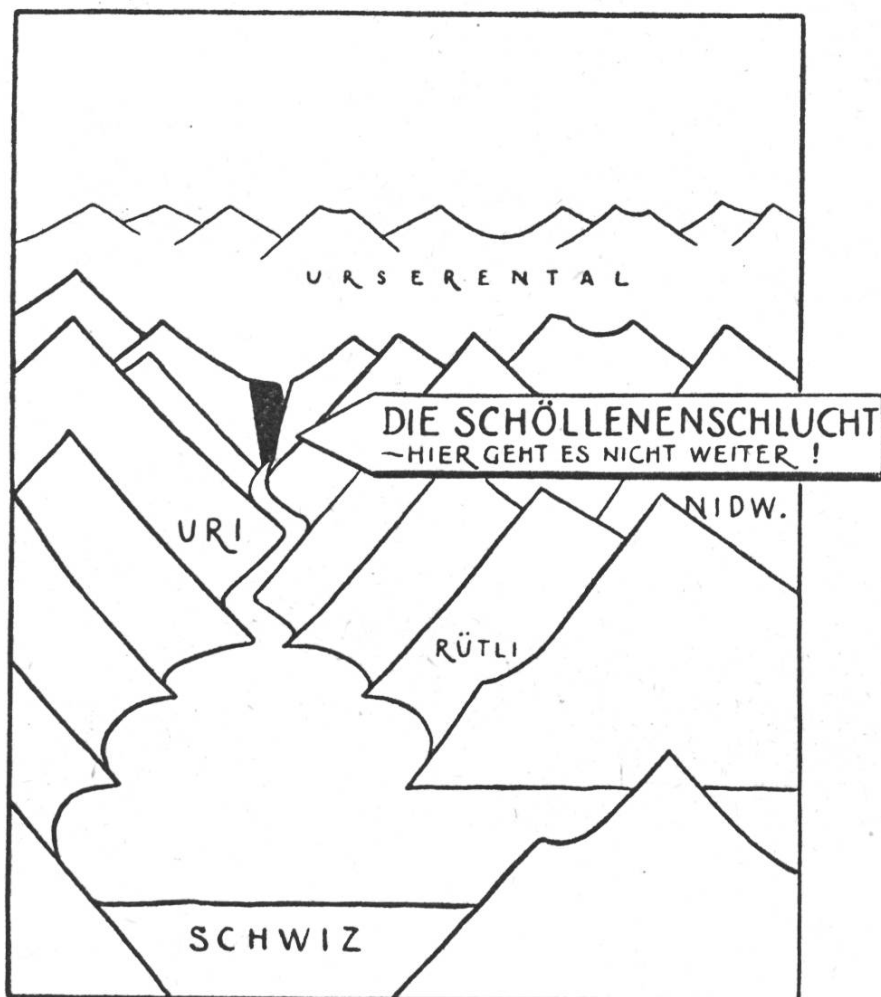 URSERENTAL
DIE SCHÖLLENENSCHLUCHT
~HIER GEHT ES NICHT WEITER !
NIDW.
URI
RÜTLI
SCHWIZ